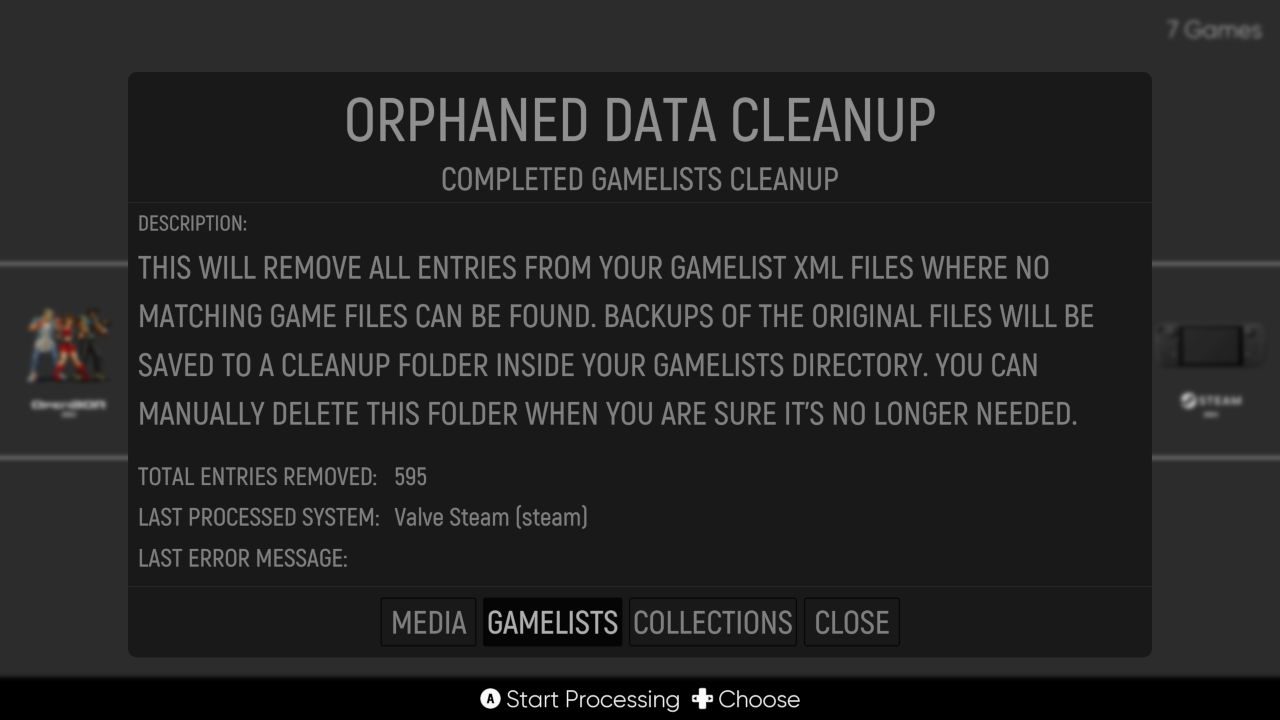 7 Games
ORPHANED DATA CLEANUP
COMPLETED GAMELISTS CLEANUP
DESCRIPTION:
THIS WILL REMOVE ALL ENTRIES FROM YOUR GAMELIST XML FILES WHERE NO
MATCHING GAME FILES CAN BE FOUND. BACKUPS OF THE ORIGINAL FILES WILL BE
SAVED TO A CLEANUP FOLDER INSIDE YOUR GAMELISTS DIRECTORY. YOU CAN
MANUALLY DELETE THIS FOLDER WHEN YOU ARE SURE IT'S NO LONGER NEEDED.
OpenBOR
STEAM
TOTAL ENTRIES REMOVED: 595
LAST PROCESSED SYSTEM: Valve Steam (steam)
LAST ERROR MESSAGE:
MEDIA GAMELISTS COLLECTIONS CLOSE
A Start Processing Choose